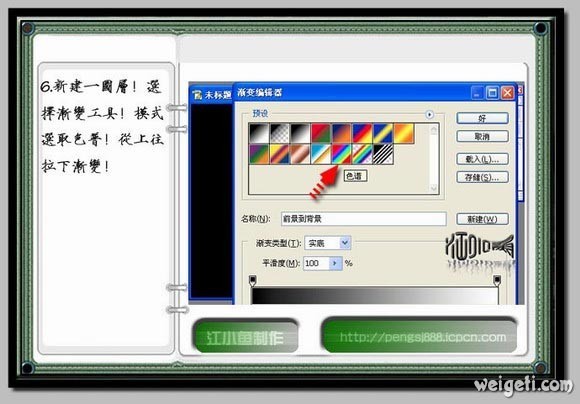 6.新建一圖層！選
擇漸變工具！模式
選取色普！從上往
拉下漸變！
未标题
渐变编辑器
预设
好
取消
载入(L)...
存储(S)...
色谱
名称(N): 前景到背景
新建(W)
渐变类型(T): 实底
平滑度(M): 100 %
江小鱼制作
http://pengsj888.icpcn.com
weigeti.com